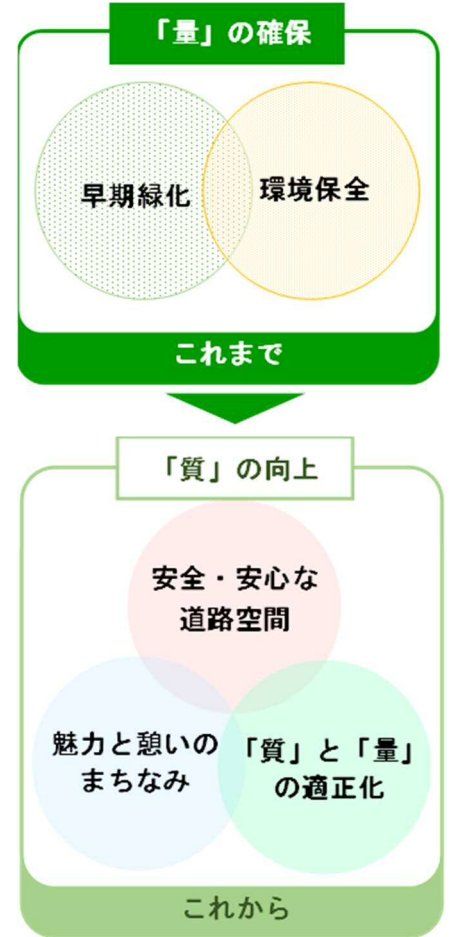 「量」の確保
早期緑化
環境保全
これまで
「質」の向上
安全・安心な
道路空間
魅力と憩いの
まちなみ
「質」と「量」
の適正化
これから